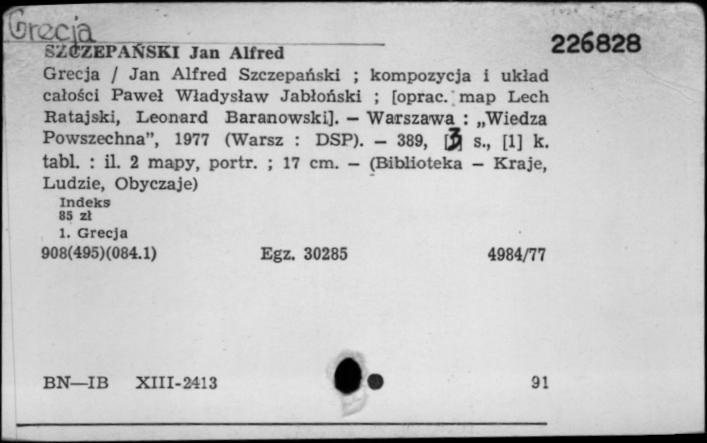 Grecja
226828
SZCZEPAŃSKI Jan Alfred
Grecja / Jan Alfred Szczepański ; kompozycja i układ
całości Paweł Władysław Jabłoński ; [oprac. map Lech
Ratajski, Leonard Baranowski]. — Warszawa : „Wiedza
Powszechna”, 1977 (Warsz : DSP). — 389, [3] s., [1] k.
tabl. : il. 2 mapy, portr. ; 17 cm. — (Biblioteka — Kraje,
Ludzie, Obyczaje)
Indeks
85 zł
1. Grecja
908(495)(084.1) Egz. 30285 4984/77
BN—IB XIII-2413 91